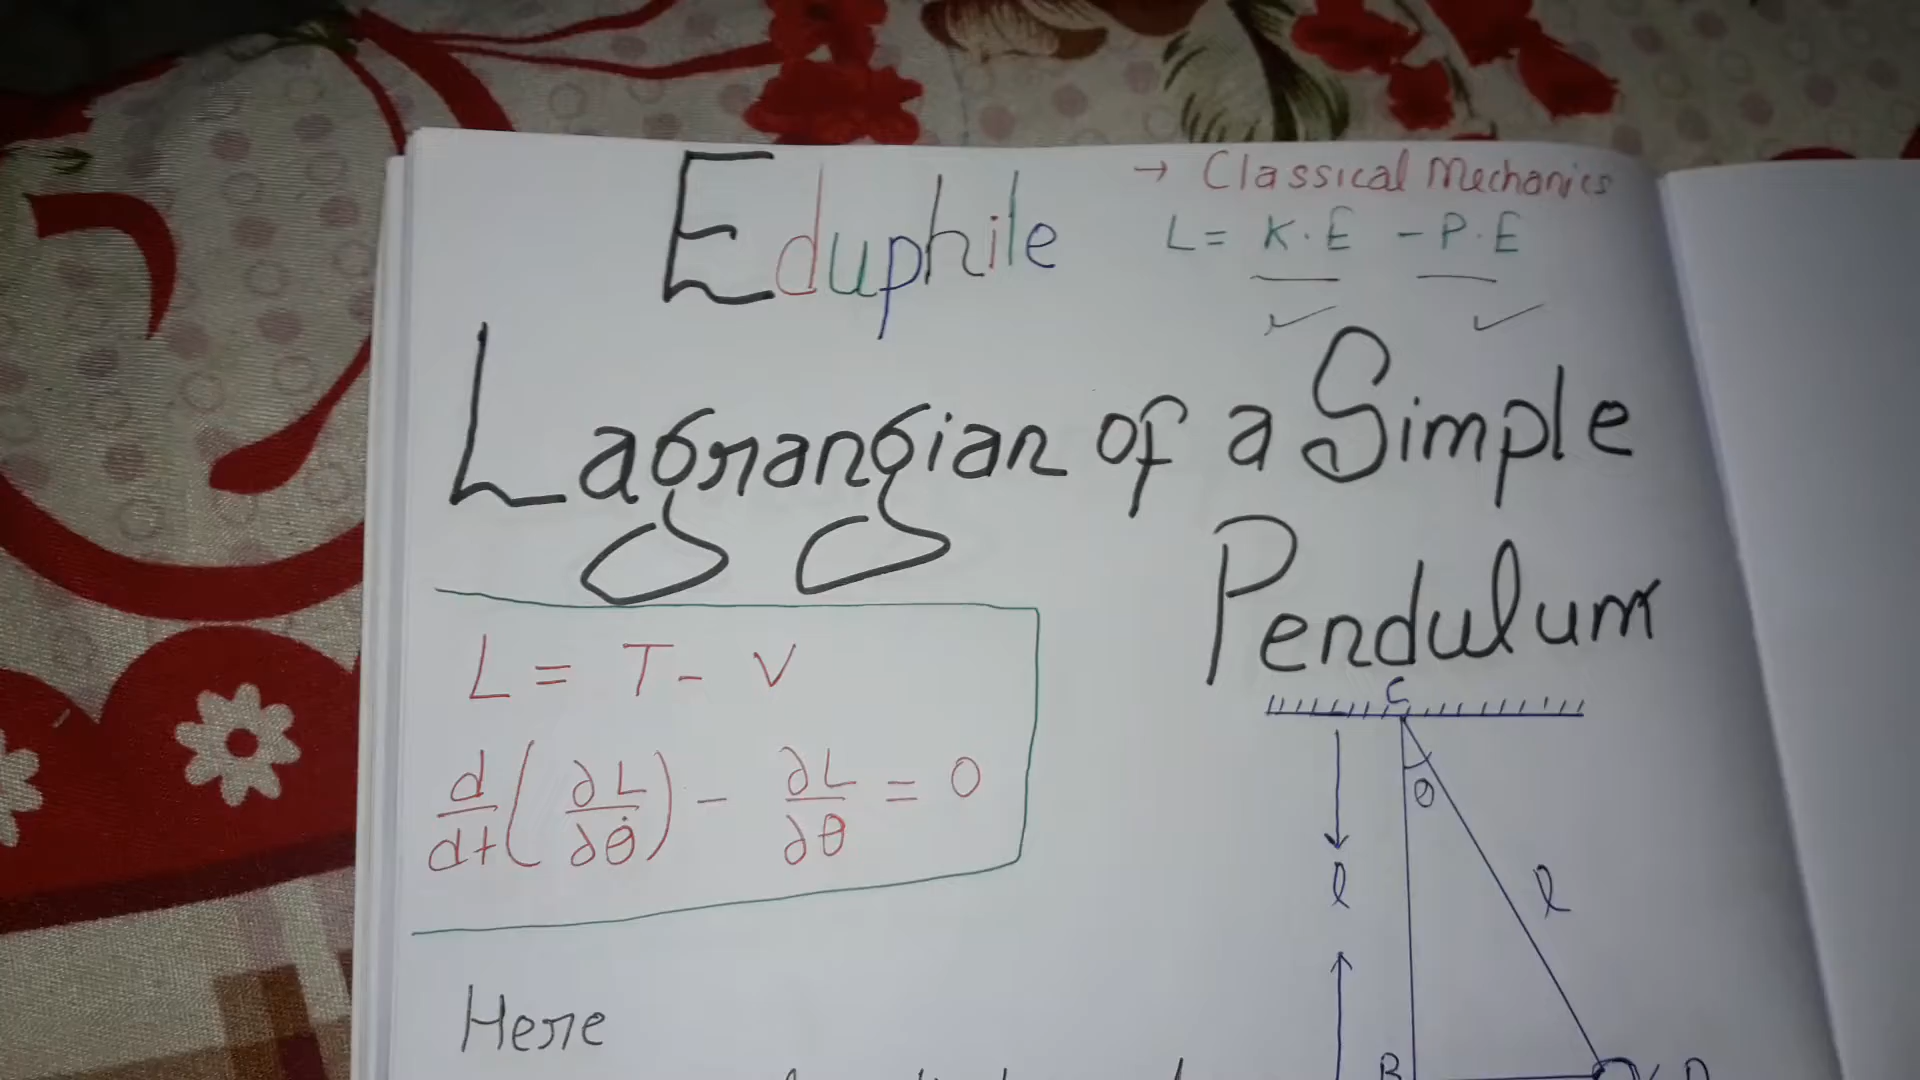 Eduphile
→ Classical Mechanics
L = K.E - P.E
Lagrangian of a Simple
Pendulum
L = T - V
d/dt (∂L/∂θ̇) - ∂L/∂θ = 0
C
θ
l
l
Here
B
D